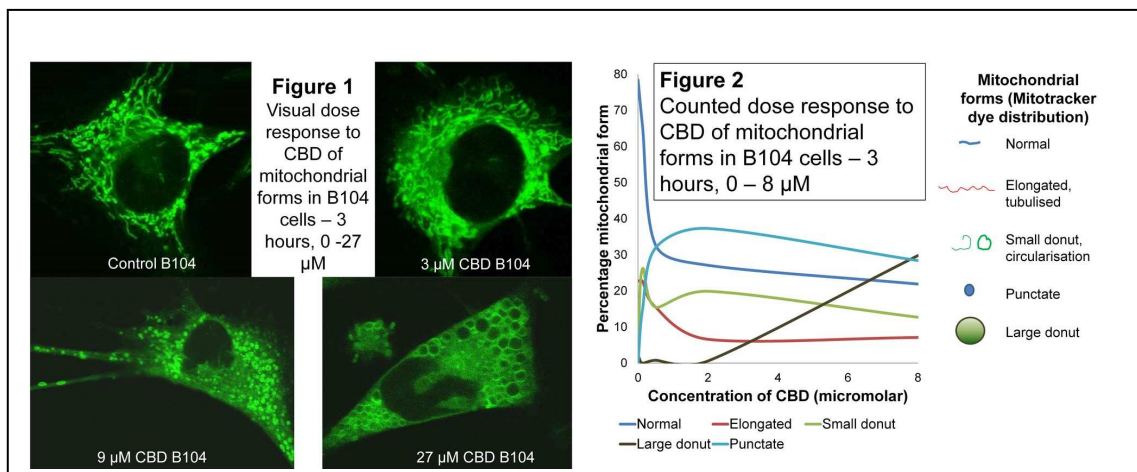 Figure 1
Visual dose
response to
CBD of
mitochondrial
forms in B104
cells – 3
hours, 0 -27
µM
Control B104
3 µM CBD B104
9 µM CBD B104
27 µM CBD B104
Figure 2
Counted dose response to
CBD of mitochondrial
forms in B104 cells – 3
hours, 0 – 8 µM
Percentage mitochondrial form
80
70
60
50
40
30
20
10
0
0
2
4
6
8
Concentration of CBD (micromolar)
Normal
Elongated
Small donut
Large donut
Punctate
Mitochondrial
forms (Mitotracker
dye distribution)
Normal
Elongated,
tubulised
Small donut,
circularisation
Punctate
Large donut